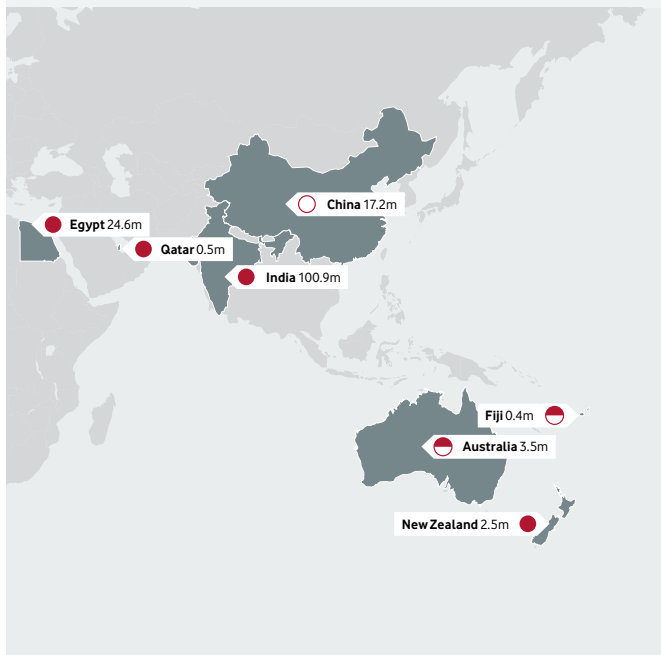 China 17.2m
Egypt 24.6m
Qatar 0.5m
India 100.9m
Fiji 0.4m
Australia 3.5m
New Zealand 2.5m